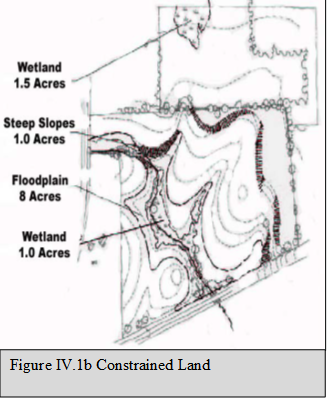 Wetland
1.5 Acres
Steep Slopes
1.0 Acres
Floodplain
8 Acres
Wetland
1.0 Acres
Figure IV.1b Constrained Land